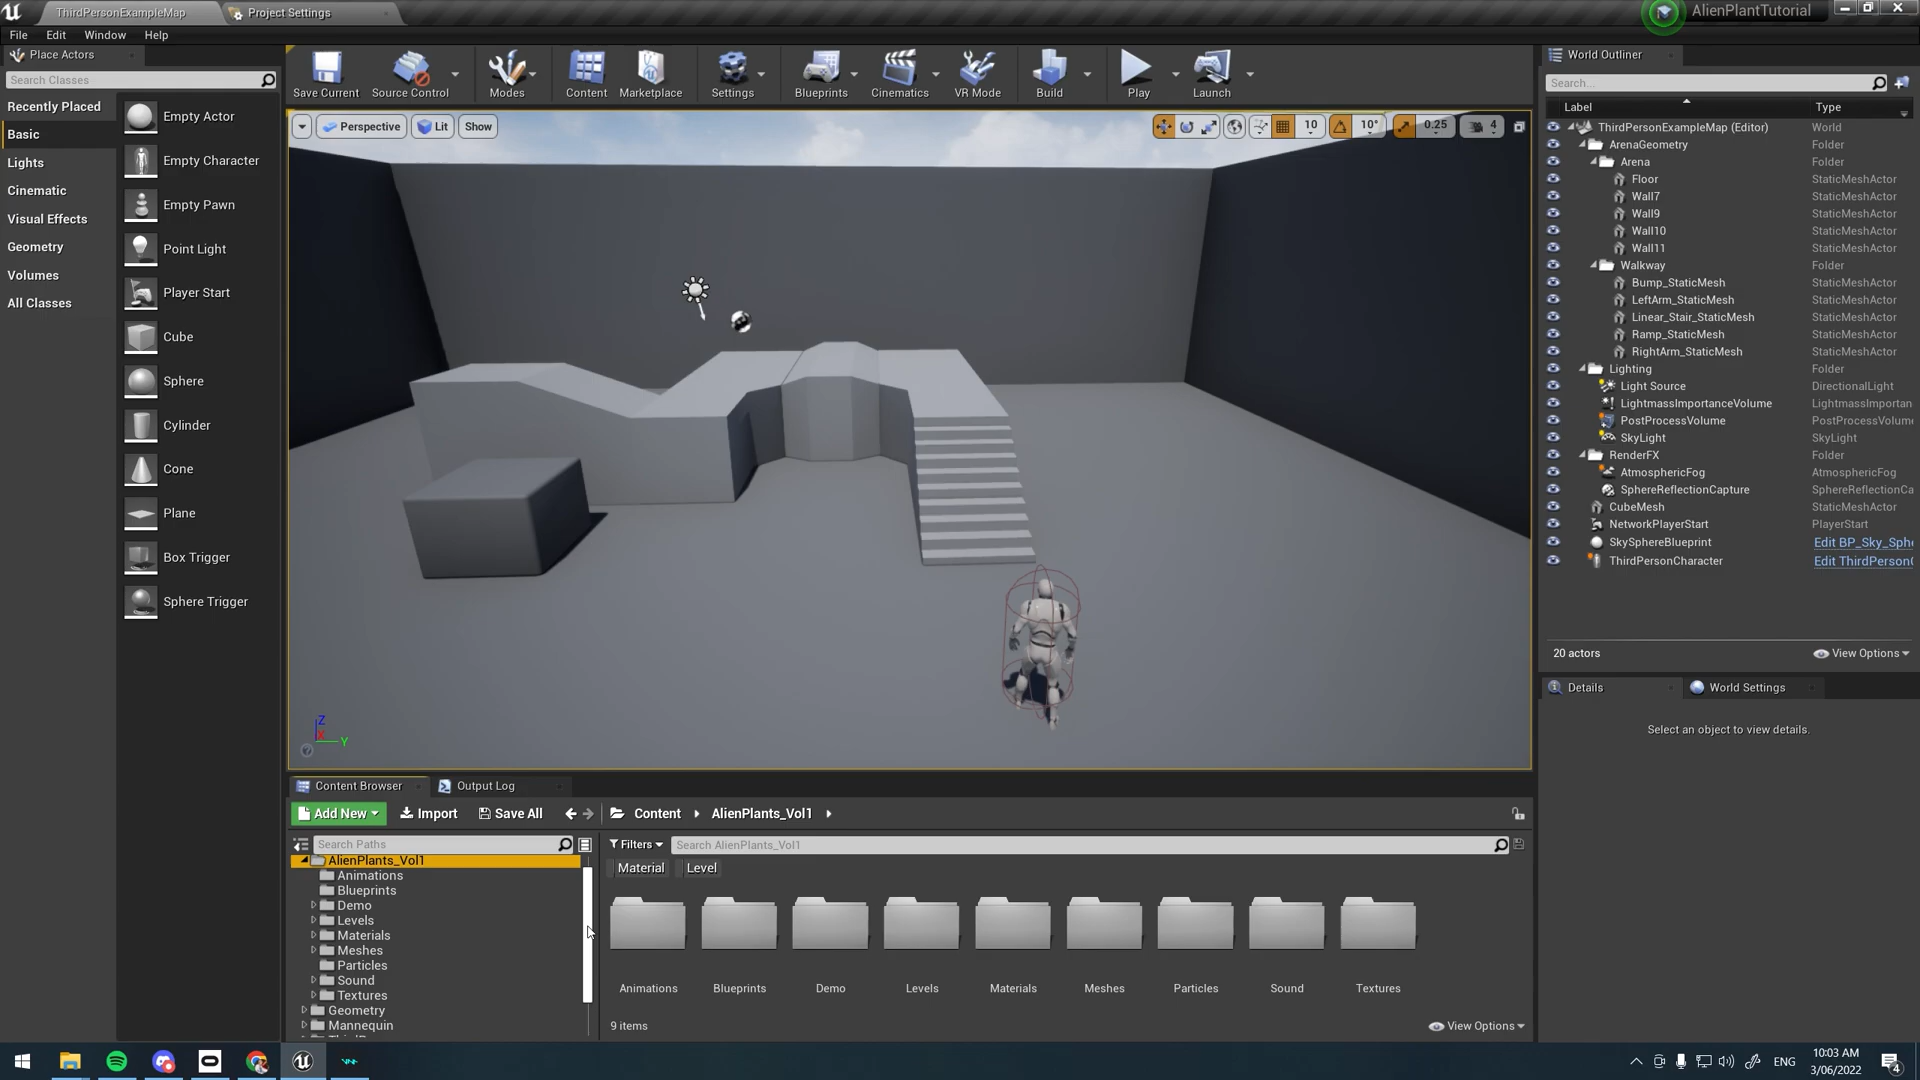 ThirdPersonExampleMap
Project Settings
AlienPlantTutorial
File
Edit
Window
Help
Place Actors
Search Classes
Recently Placed
Basic
Lights
Cinematic
Visual Effects
Geometry
Volumes
All Classes
Empty Actor
Empty Character
Empty Pawn
Point Light
Player Start
Cube
Sphere
Cylinder
Cone
Plane
Box Trigger
Sphere Trigger
Save Current
Source Control
Modes
Content
Marketplace
Settings
Blueprints
Cinematics
VR Mode
Build
Play
Launch
Perspective
Lit
Show
10
10°
0.25
4
Z
X
Y
World Outliner
Search...
Label Type
ThirdPersonExampleMap (Editor) World
ArenaGeometry Folder
Arena Folder
Floor StaticMeshActor
Wall7 StaticMeshActor
Wall9 StaticMeshActor
Wall10 StaticMeshActor
Wall11 StaticMeshActor
Walkway Folder
Bump_StaticMesh StaticMeshActor
LeftArm_StaticMesh StaticMeshActor
Linear_Stair_StaticMesh StaticMeshActor
Ramp_StaticMesh StaticMeshActor
RightArm_StaticMesh StaticMeshActor
Lighting Folder
Light Source DirectionalLight
LightmassImportanceVolume LightmassImportan
PostProcessVolume PostProcessVolume
SkyLight SkyLight
RenderFX Folder
AtmosphericFog AtmosphericFog
SphereReflectionCapture SphereReflectionCa
CubeMesh StaticMeshActor
NetworkPlayerStart PlayerStart
SkySphereBlueprint Edit BP_Sky_Sphe
ThirdPersonCharacter Edit ThirdPersonC
20 actors
View Options
Details
World Settings
Select an object to view details.
Content Browser
Output Log
Add New
Import
Save All
Content
AlienPlants_Vol1
Search Paths
Filters
Search AlienPlants_Vol1
Material
Level
AlienPlants_Vol1
Animations
Blueprints
Demo
Levels
Materials
Meshes
Particles
Sound
Textures
Geometry
Mannequin
Animations
Blueprints
Demo
Levels
Materials
Meshes
Particles
Sound
Textures
9 items
View Options
ENG
10:03 AM
3/06/2022
4